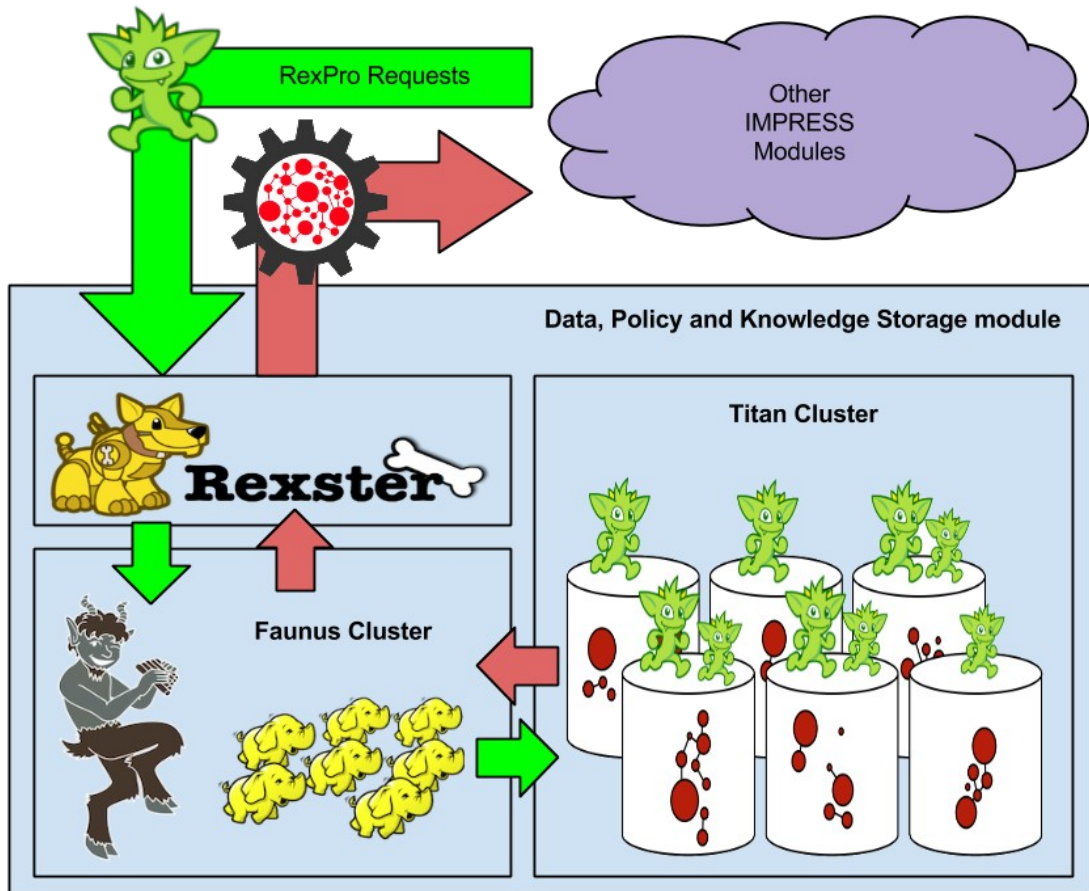 RexPro Requests
Other
IMPRESS
Modules
Data, Policy and Knowledge Storage module
Rexster
Titan Cluster
Faunus Cluster